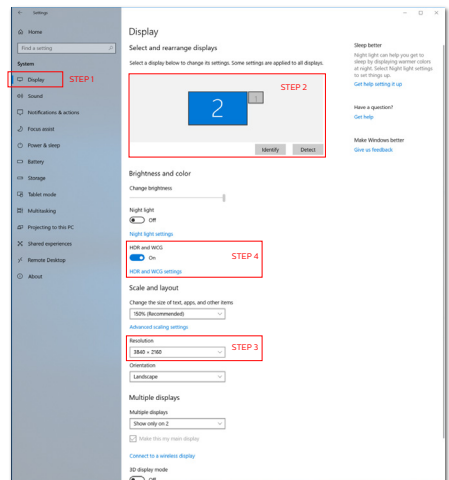 Settings
Home
Find a setting
System
Display
STEP 1
Sound
Notifications & actions
Focus assist
Power & sleep
Battery
Storage
Tablet mode
Multitasking
Projecting to this PC
Shared experiences
Remote Desktop
About
Display
Select and rearrange displays
Select a display below to change its settings. Some settings are applied to all displays.
STEP 2
2
1
Identify
Detect
Brightness and color
Change brightness
Night light
Off
Night light settings
HDR and WCG
On
STEP 4
HDR and WCG settings
Scale and layout
Change the size of text, apps, and other items
150% (Recommended)
Advanced scaling settings
Resolution
3840 × 2160
STEP 3
Orientation
Landscape
Multiple displays
Multiple displays
Show only on 2
Make this my main display
Connect to a wireless display
3D display mode
Off
Sleep better
Night light can help you get to
sleep by displaying warmer colors
at night. Select Night light settings
to set things up.
Get help setting it up
Have a question?
Get help
Make Windows better
Give us feedback